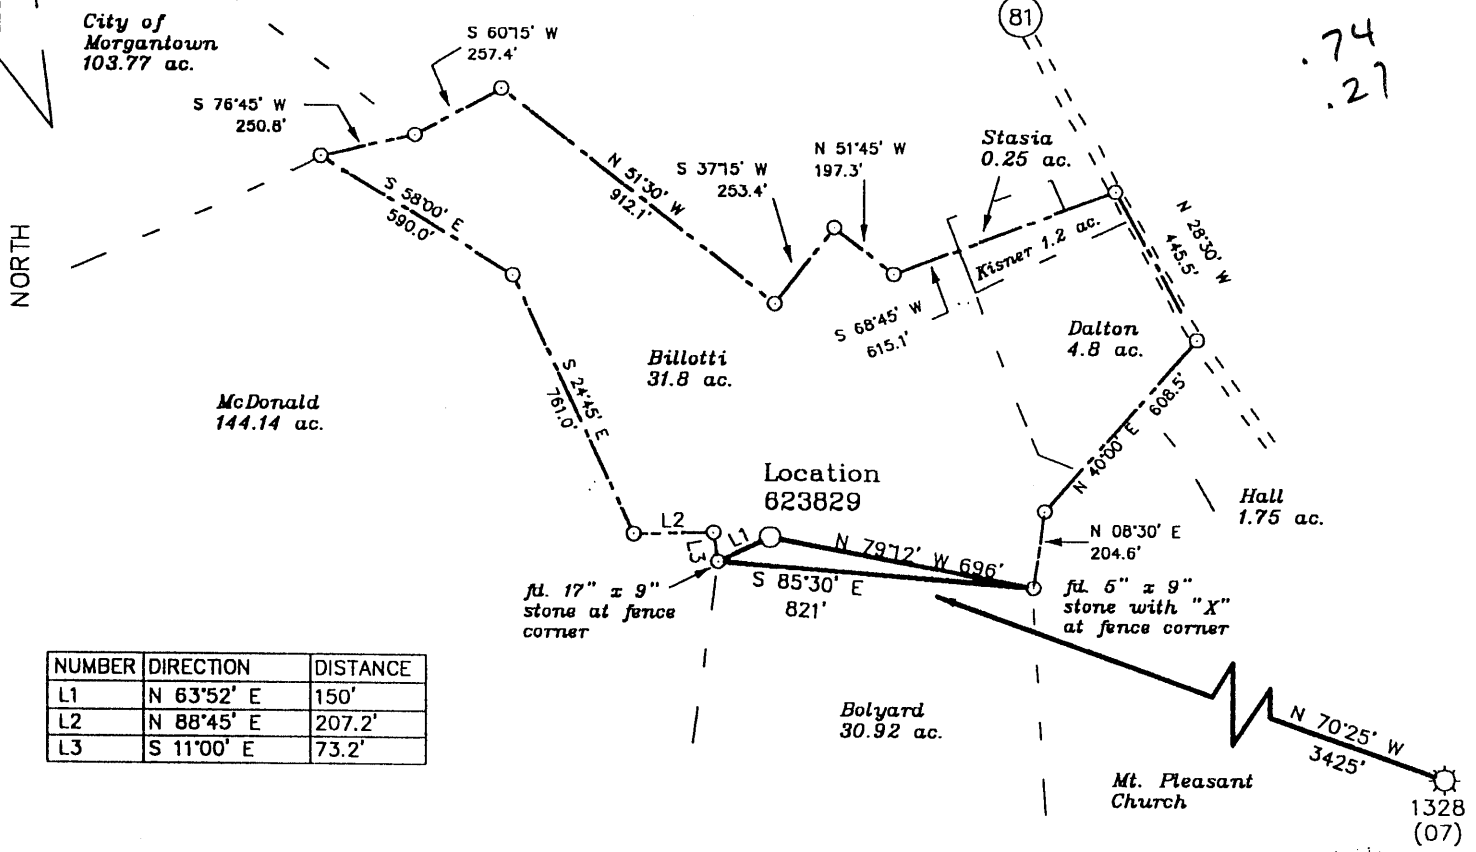 City of
Morgantown
103.77 ac.
S 60°15' W
257.4'
81
.74
.27
S 76°45' W
250.8'
Stasia
0.25 ac.
N 51°45' W
197.3'
S 37°15' W
253.4'
N 51°30' W
912.1'
S 58°00' E
590.0'
N 28°30' W
445.5'
Kisner 1.2 ac.
NORTH
S 68°45' W
615.1'
Dalton
4.8 ac.
Billotti
31.8 ac.
S 24°45' E
761.0'
McDonald
144.14 ac.
N 40°00' E 608.5'
Location
623829
Hall
1.75 ac.
L2
L1
L3
N 79°12' W 696'
N 08°30' E
204.6'
S 85°30' E
821'
fd. 17" x 9"
stone at fence
corner
fd. 5" x 9"
stone with "X"
at fence corner
NUMBER DIRECTION DISTANCE
L1 N 63°52' E 150'
L2 N 88°45' E 207.2'
L3 S 11°00' E 73.2'
Bolyard
30.92 ac.
N 70°25' W
3425'
Mt. Pleasant
Church
1328
(07)